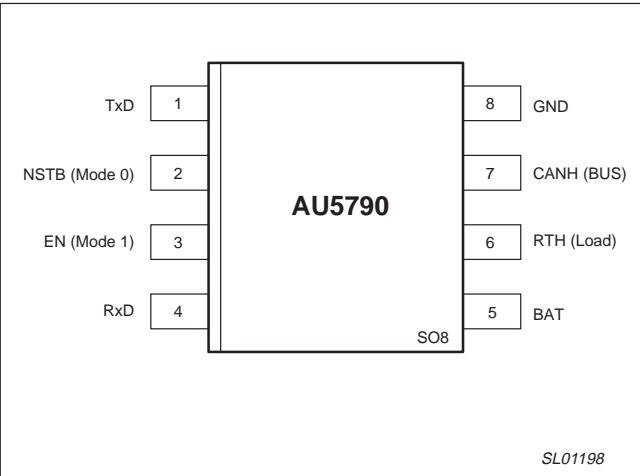 TxD 1 8 GND
NSTB (Mode 0) 2 7 CANH (BUS)
AU5790
EN (Mode 1) 3 6 RTH (Load)
RxD 4 5 BAT
SO8
SL01198